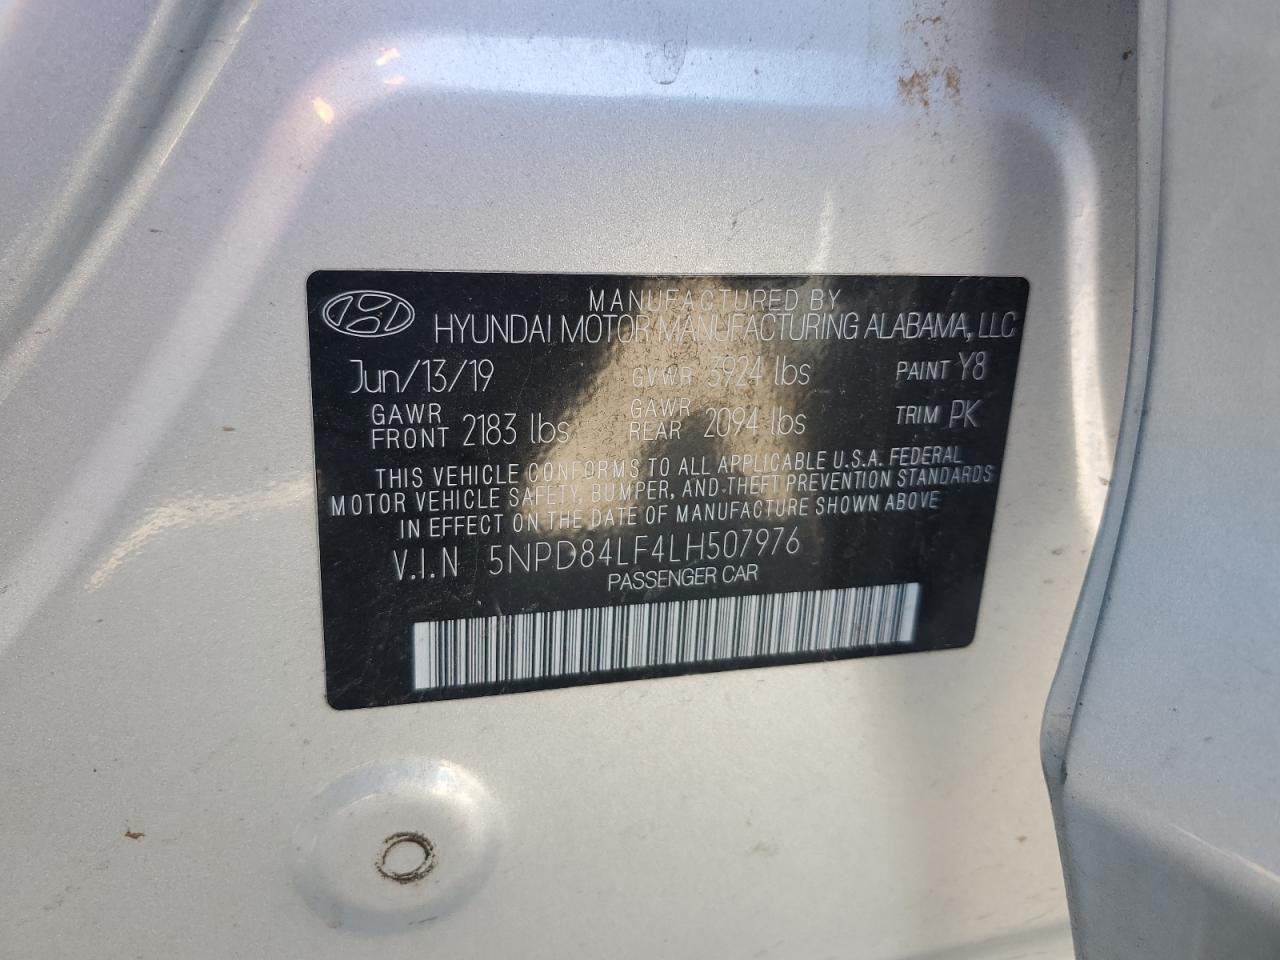 MANUFACTURED BY
HYUNDAI MOTOR MANUFACTURING ALABAMA, LLC
Jun/13/19 GVWR 3924 lbs PAINT Y8
GAWR FRONT 2183 lbs GAWR REAR 2094 lbs TRIM PK
THIS VEHICLE CONFORMS TO ALL APPLICABLE U.S.A. FEDERAL
MOTOR VEHICLE SAFETY, BUMPER, AND THEFT PREVENTION STANDARDS
IN EFFECT ON THE DATE OF MANUFACTURE SHOWN ABOVE
V.I.N 5NPD84LF4LH507976
PASSENGER CAR